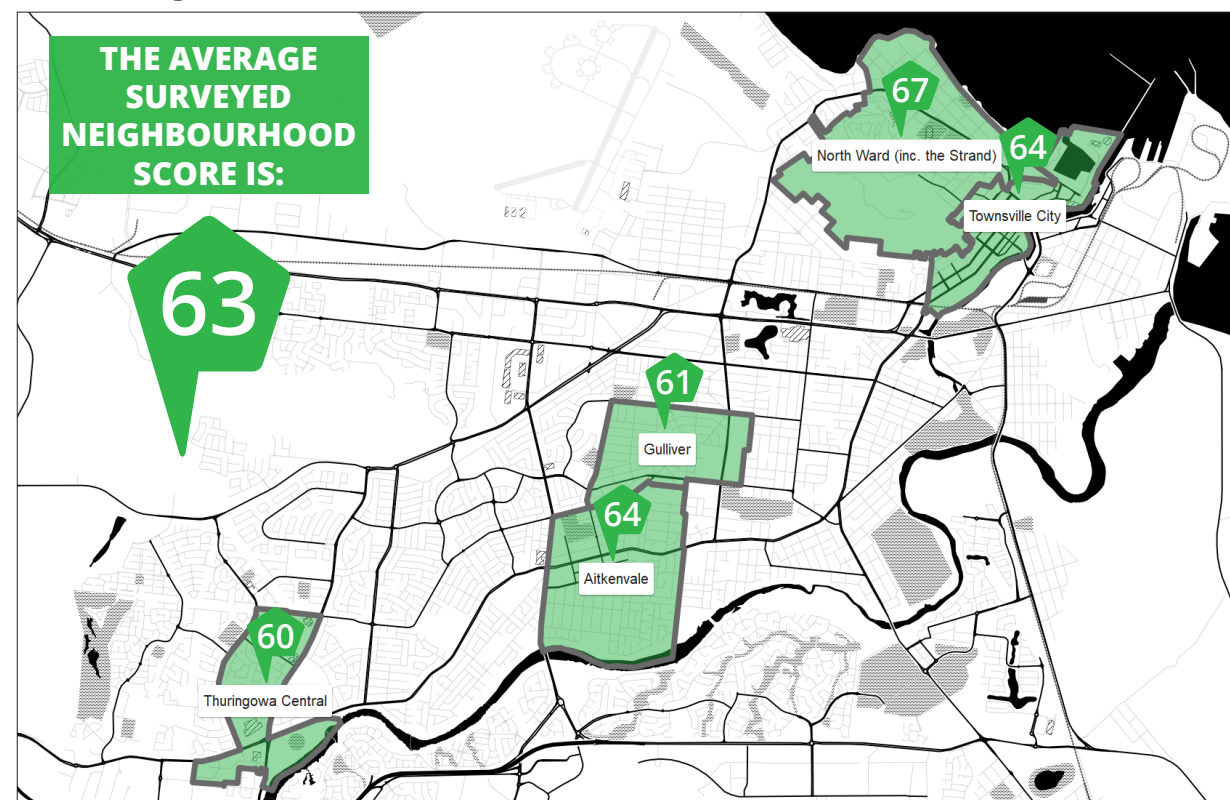 THE AVERAGE
SURVEYED
NEIGHBOURHOOD
SCORE IS:
63
67
North Ward (inc. the Strand)
64
Townsville City
61
Gulliver
64
Aitkenvale
60
Thuringowa Central